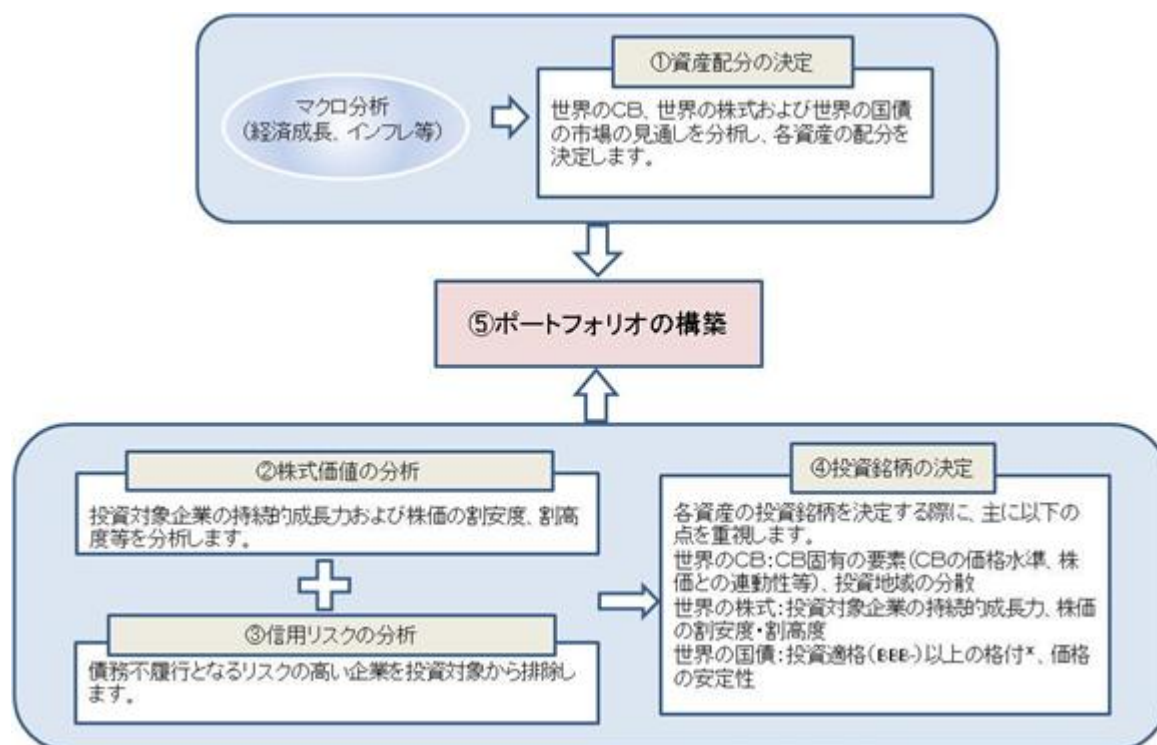 マクロ分析
(経済成長、インフレ等)
①資産配分の決定
世界のCB、世界の株式および世界の国債
の市場の見通しを分析し、各資産の配分を
決定します。
⑤ポートフォリオの構築
②株式価値の分析
投資対象企業の持続的成長力および株価の割安度、割高
度等を分析します。
③信用リスクの分析
債務不履行となるリスクの高い企業を投資対象から排除し
ます。
④投資銘柄の決定
各資産の投資銘柄を決定する際に、主に以下の
点を重視します。
世界のCB:CB固有の要素(CBの価格水準、株
価との連動性等)、投資地域の分散
世界の株式:投資対象企業の持続的成長力、株価
の割安度・割高度
世界の国債:投資適格(BBB-)以上の格付*、価格
の安定性